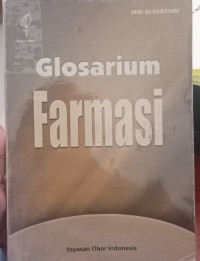 SERI GLOSARIUM
Glosarium
Farmasi
Yayasan Obor Indonesia